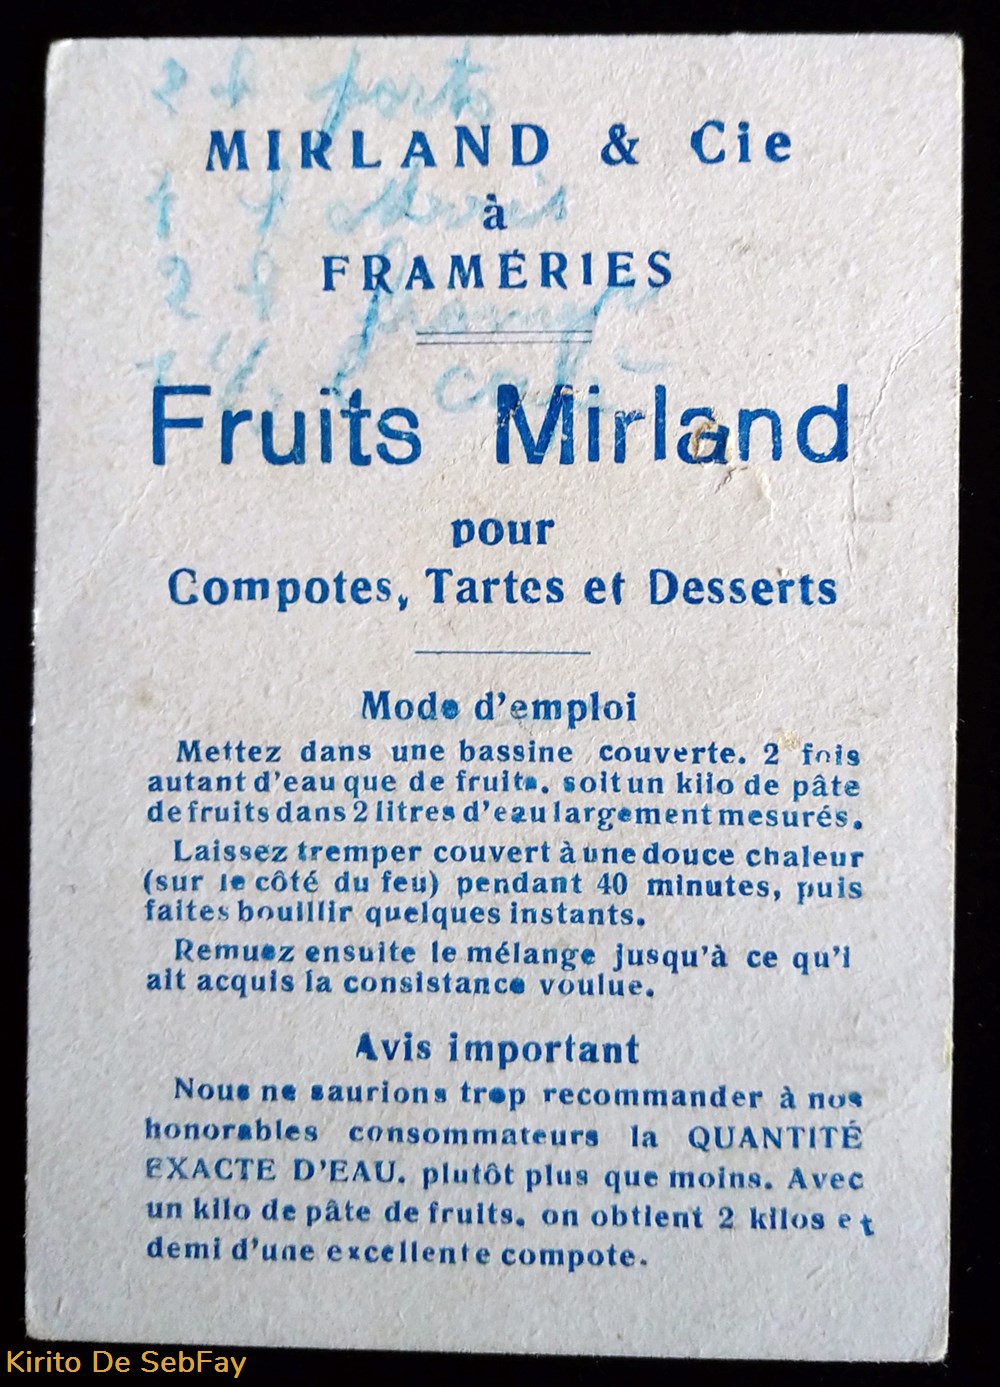 2 f porto
MIRLAND & Cie
à
FRAMÉRIES
Fruits Mirland
pour
Compotes, Tartes et Desserts
Mode d'emploi
Mettez dans une bassine couverte. 2 fois
autant d'eau que de fruits. soit un kilo de pâte
de fruits dans 2 litres d'eau largement mesurés.
Laissez tremper couvert à une douce chaleur
(sur le côté du feu) pendant 40 minutes, puis
faites bouillir quelques instants.
Remuez ensuite le mélange jusqu'à ce qu'i
ait acquis la consistance voulue.
Avis important
Nous ne saurions trop recommander à nos
honorables consommateurs la QUANTITÉ
EXACTE D'EAU. plutôt plus que moins. Avec
un kilo de pâte de fruits. on obtient 2 kilos et
demi d'une excellente compote.
Kirito De SebFay